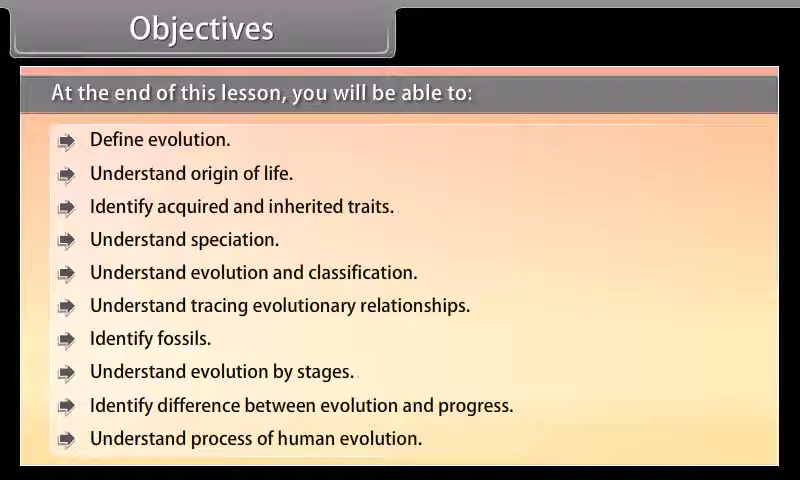 Objectives
At the end of this lesson, you will be able to:
Define evolution.
Understand origin of life.
Identify acquired and inherited traits.
Understand speciation.
Understand evolution and classification.
Understand tracing evolutionary relationships.
Identify fossils.
Understand evolution by stages.
Identify difference between evolution and progress.
Understand process of human evolution.